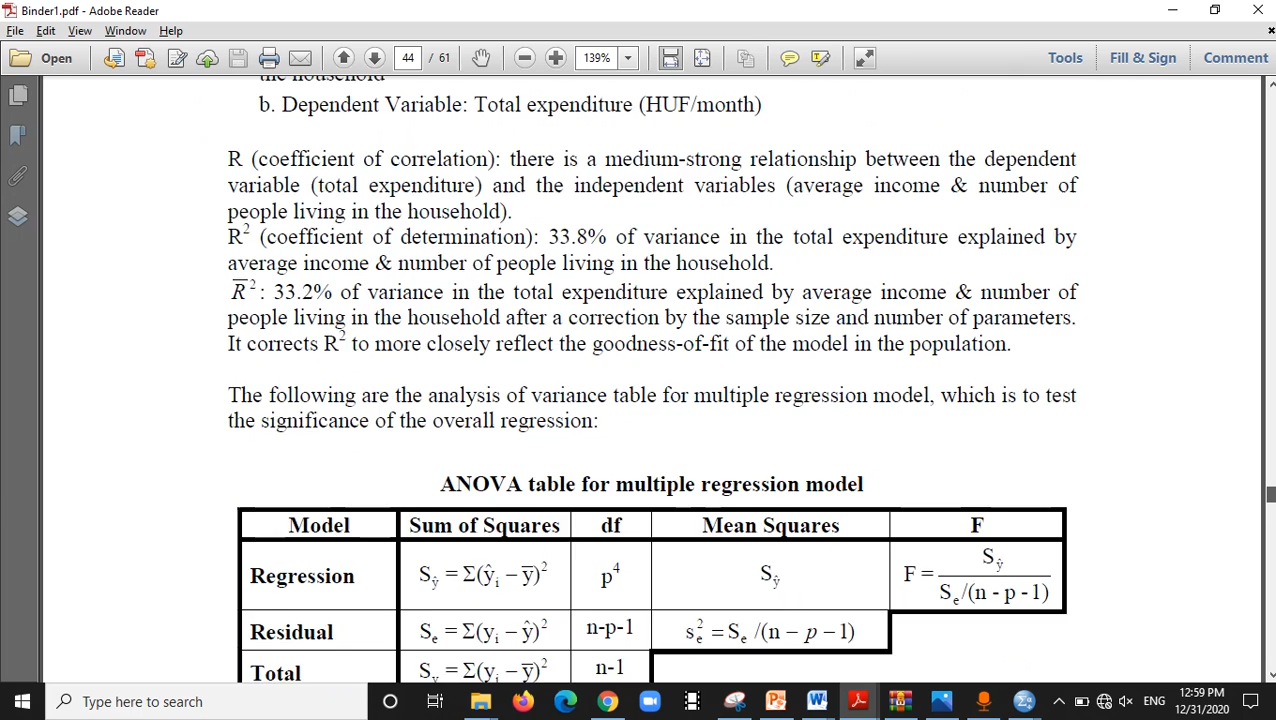 Binder1.pdf - Adobe Reader
File Edit View Window Help
Open 44 / 61 139% Tools Fill & Sign Comment
the household
b. Dependent Variable: Total expenditure (HUF/month)
R (coefficient of correlation): there is a medium-strong relationship between the dependent
variable (total expenditure) and the independent variables (average income & number of
people living in the household).
R² (coefficient of determination): 33.8% of variance in the total expenditure explained by
average income & number of people living in the household.
R̅²: 33.2% of variance in the total expenditure explained by average income & number of
people living in the household after a correction by the sample size and number of parameters.
It corrects R² to more closely reflect the goodness-of-fit of the model in the population.
The following are the analysis of variance table for multiple regression model, which is to test
the significance of the overall regression:
ANOVA table for multiple regression model
Model Sum of Squares df Mean Squares F
Regression S_ŷ = Σ(ŷᵢ – y̅)² p⁴ S_ŷ F = S_ŷ / Sₑ/(n - p - 1)
Residual Sₑ = Σ(yᵢ – ŷ)² n-p-1 sₑ² = Sₑ /(n – p – 1)
Total S_y = Σ(yᵢ – y̅)² n-1
Type here to search
ENG
12:59 PM
12/31/2020